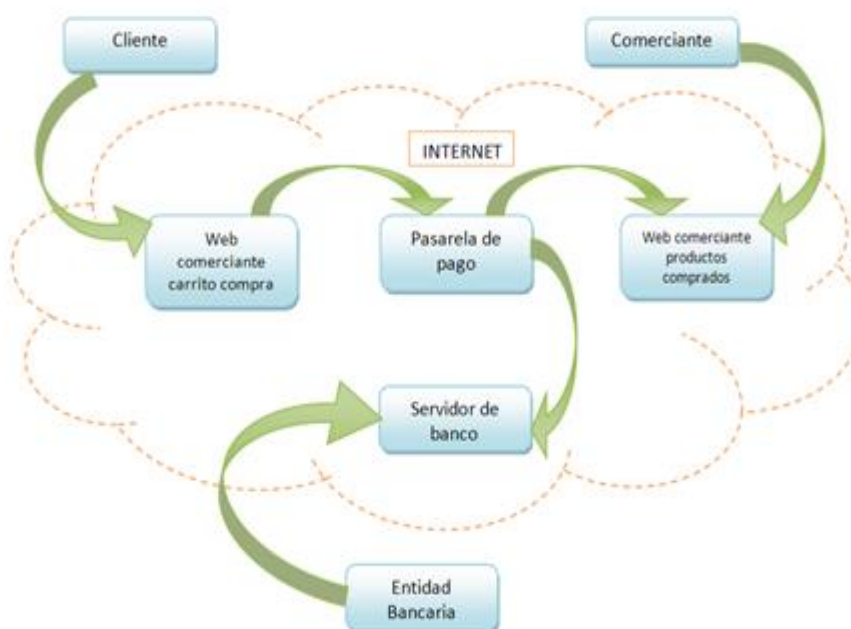 Cliente
Comerciante
INTERNET
Web
comerciante
carrito compra
Pasarela de
pago
Web comerciante
productos
comprados
Servidor de
banco
Entidad
Bancaria